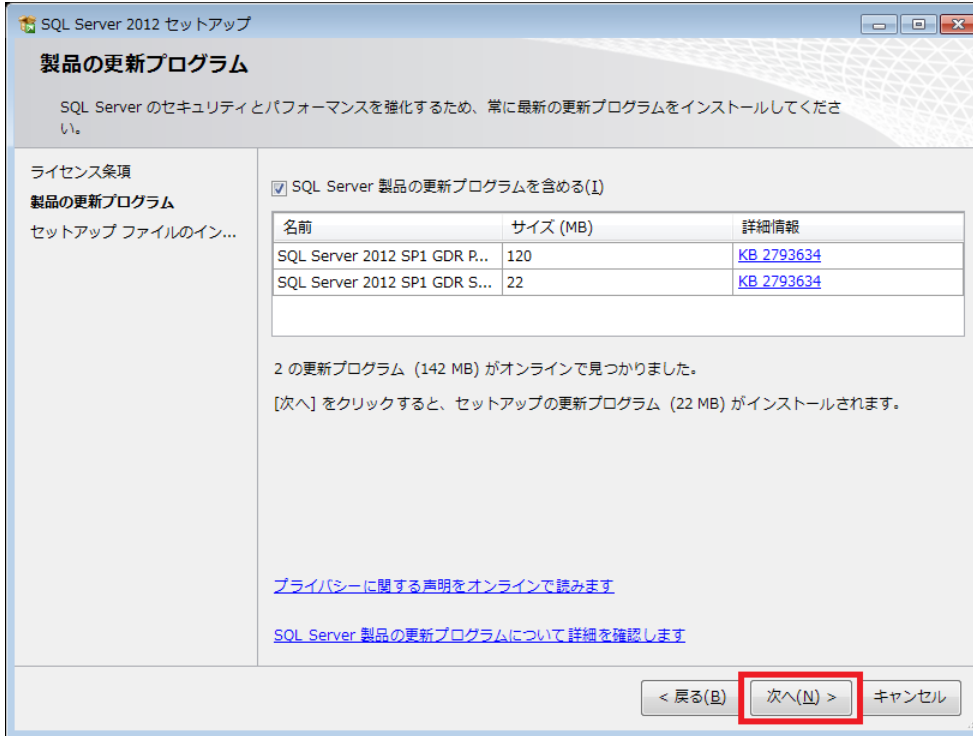 SQL Server 2012 セットアップ
製品の更新プログラム
SQL Server のセキュリティとパフォーマンスを強化するため、常に最新の更新プログラムをインストールしてくださ
い。
ライセンス条項
製品の更新プログラム
セットアップ ファイルのイン...
SQL Server 製品の更新プログラムを含める(I)
名前 サイズ (MB) 詳細情報
SQL Server 2012 SP1 GDR P... 120 KB 2793634
SQL Server 2012 SP1 GDR S... 22 KB 2793634
2 の更新プログラム (142 MB) がオンラインで見つかりました。
[次へ] をクリックすると、セットアップの更新プログラム (22 MB) がインストールされます。
プライバシーに関する声明をオンラインで読みます
SQL Server 製品の更新プログラムについて詳細を確認します
< 戻る(B) 次へ(N) > キャンセル